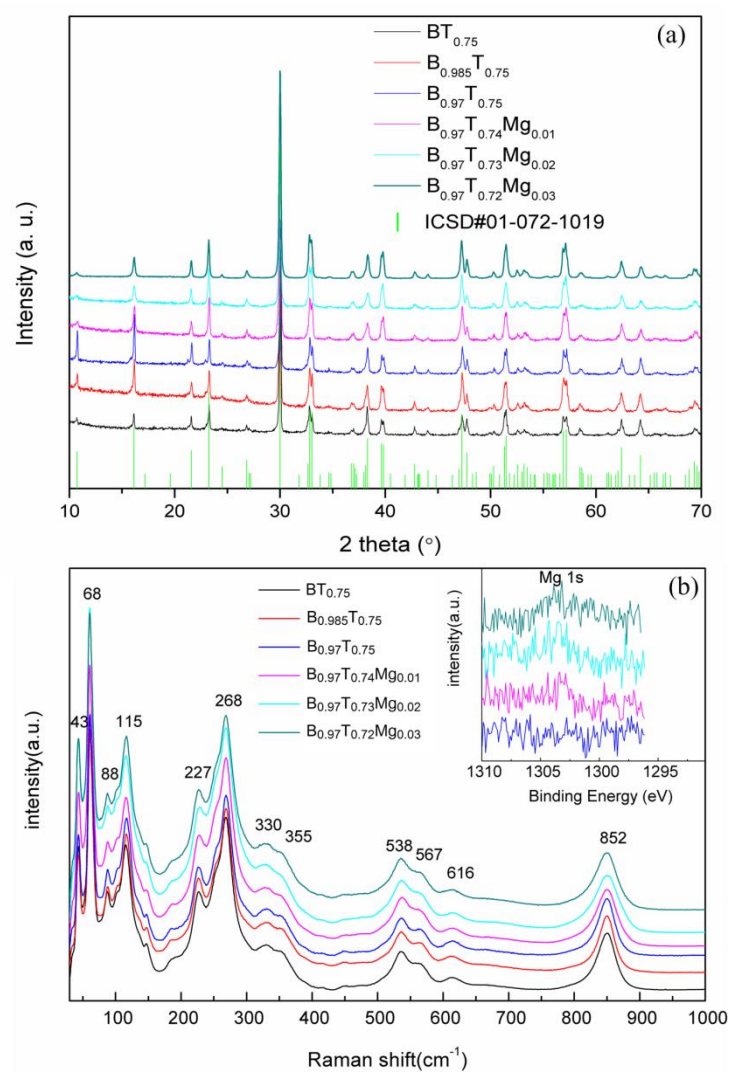 (a)
BT0.75
B0.985T0.75
B0.97T0.75
B0.97T0.74Mg0.01
B0.97T0.73Mg0.02
B0.97T0.72Mg0.03
ICSD#01-072-1019
Intensity (a. u.)
10 20 30 40 50 60 70
2 theta (°)
(b)
BT0.75
B0.985T0.75
B0.97T0.75
B0.97T0.74Mg0.01
B0.97T0.73Mg0.02
B0.97T0.72Mg0.03
Mg 1s
intensity(a.u.)
1310 1305 1300 1295
Binding Energy (eV)
43 68 88 115 227 268 330 355 538 567 616 852
intensity(a.u.)
100 200 300 400 500 600 700 800 900 1000
Raman shift(cm-1)